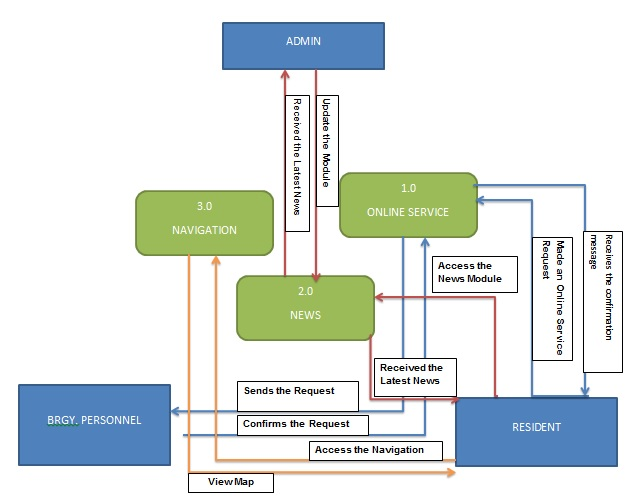 ADMIN
Received the Latest News
Update the Module
1.0
ONLINE SERVICE
3.0
NAVIGATION
Access the
News Module
Made an Online Service
Request
Receives the confirmation
message
2.0
NEWS
Received the
Latest News
Sends the Request
BRGY. PERSONNEL
Confirms the Request
RESIDENT
Access the Navigation
View Map